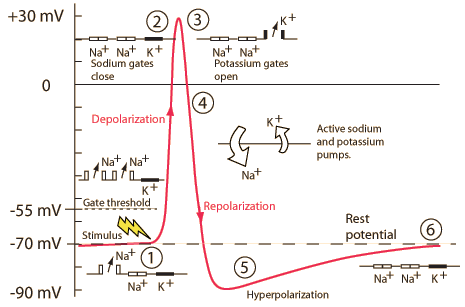 +30 mV
2
3
K+
Na+ Na+ K+
Na+ Na+
Sodium gates
close
Potassium gates
open
0
4
Depolarization
K+
Active sodium
and potassium
pumps.
Na+
Na+ Na+
K+
Gate threshold
-55 mV
Repolarization
Stimulus
Rest
potential
6
-70 mV
1
Na+
Na+ K+
5
Na+ Na+ K+
Hyperpolarization
-90 mV